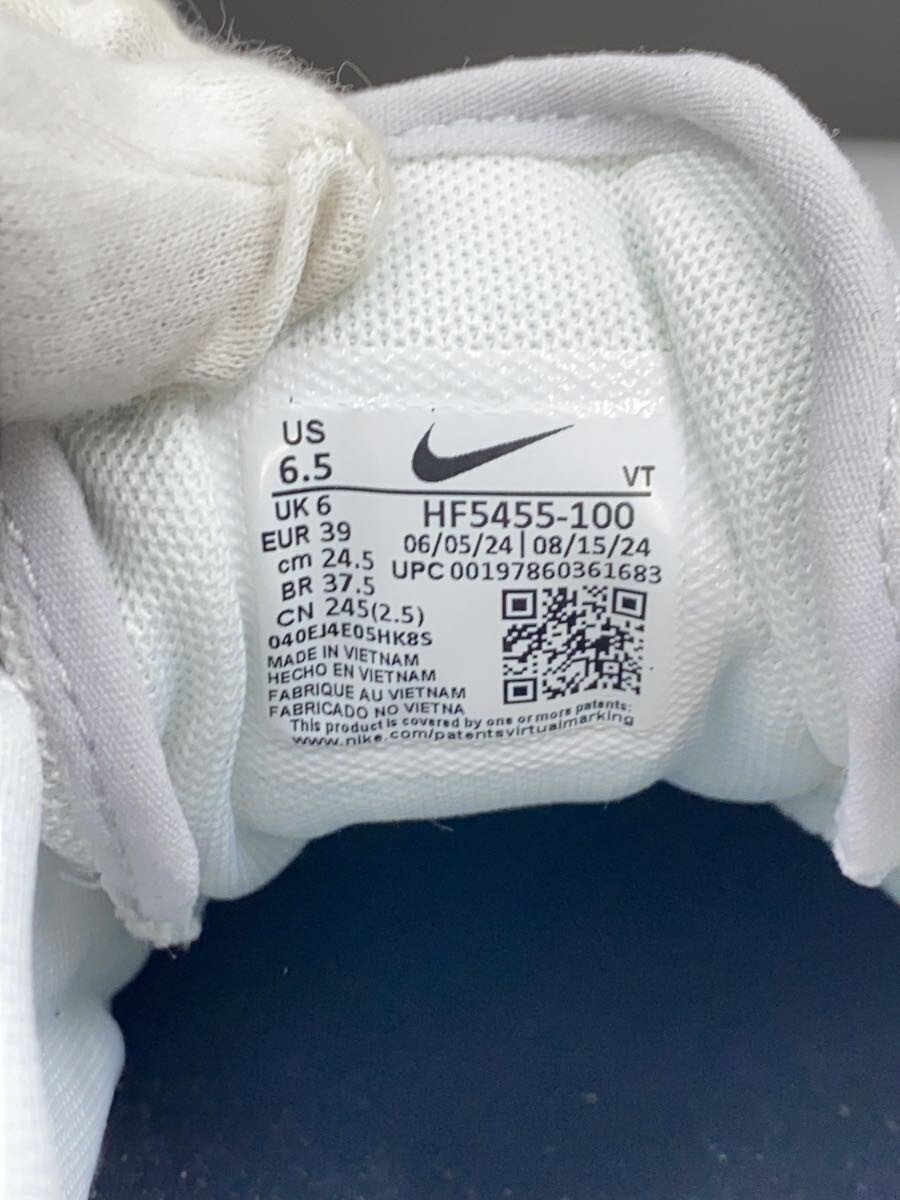 US
6.5
VT
UK 6
EUR 39
cm 24.5
BR 37.5
CN 245(2.5)
HF5455-100
06/05/24 | 08/15/24
UPC 00197860361683
040EJ4E05HK8S
MADE IN VIETNAM
HECHO EN VIETNAM
FABRIQUE AU VIETNAM
FABRICADO NO VIETNA
This product is covered by one or more patents:
www.nike.com/patentsvirtualmarking